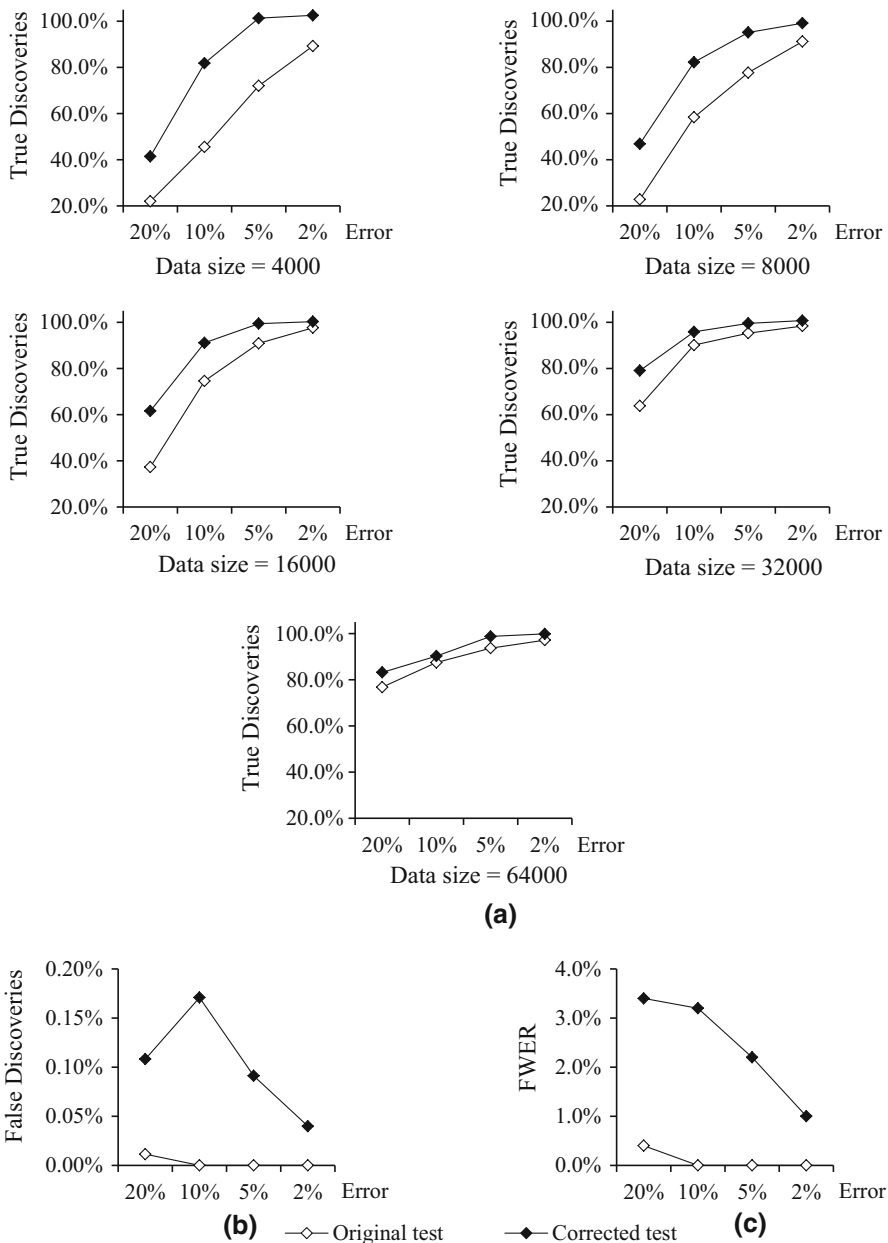 True Discoveries
100.0%
80.0%
60.0%
40.0%
20.0%
20% 10% 5% 2% Error
Data size = 4000
True Discoveries
100.0%
80.0%
60.0%
40.0%
20.0%
20% 10% 5% 2% Error
Data size = 8000
True Discoveries
100.0%
80.0%
60.0%
40.0%
20.0%
20% 10% 5% 2% Error
Data size = 16000
True Discoveries
100.0%
80.0%
60.0%
40.0%
20.0%
20% 10% 5% 2% Error
Data size = 32000
True Discoveries
100.0%
80.0%
60.0%
40.0%
20.0%
20% 10% 5% 2% Error
Data size = 64000
(a)
False Discoveries
0.20%
0.15%
0.10%
0.05%
0.00%
20% 10% 5% 2% Error
(b)
FWER
4.0%
3.0%
2.0%
1.0%
0.0%
20% 10% 5% 2% Error
(c)
Original test
Corrected test